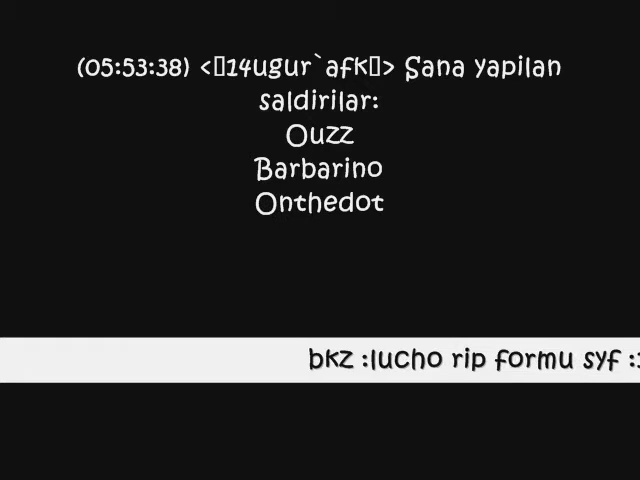 (05:53:38) <▯14ugur`afk▯> Sana yapilan
saldirilar:
Ouzz
Barbarino
Onthedot
bkz :lucho rip formu syf :